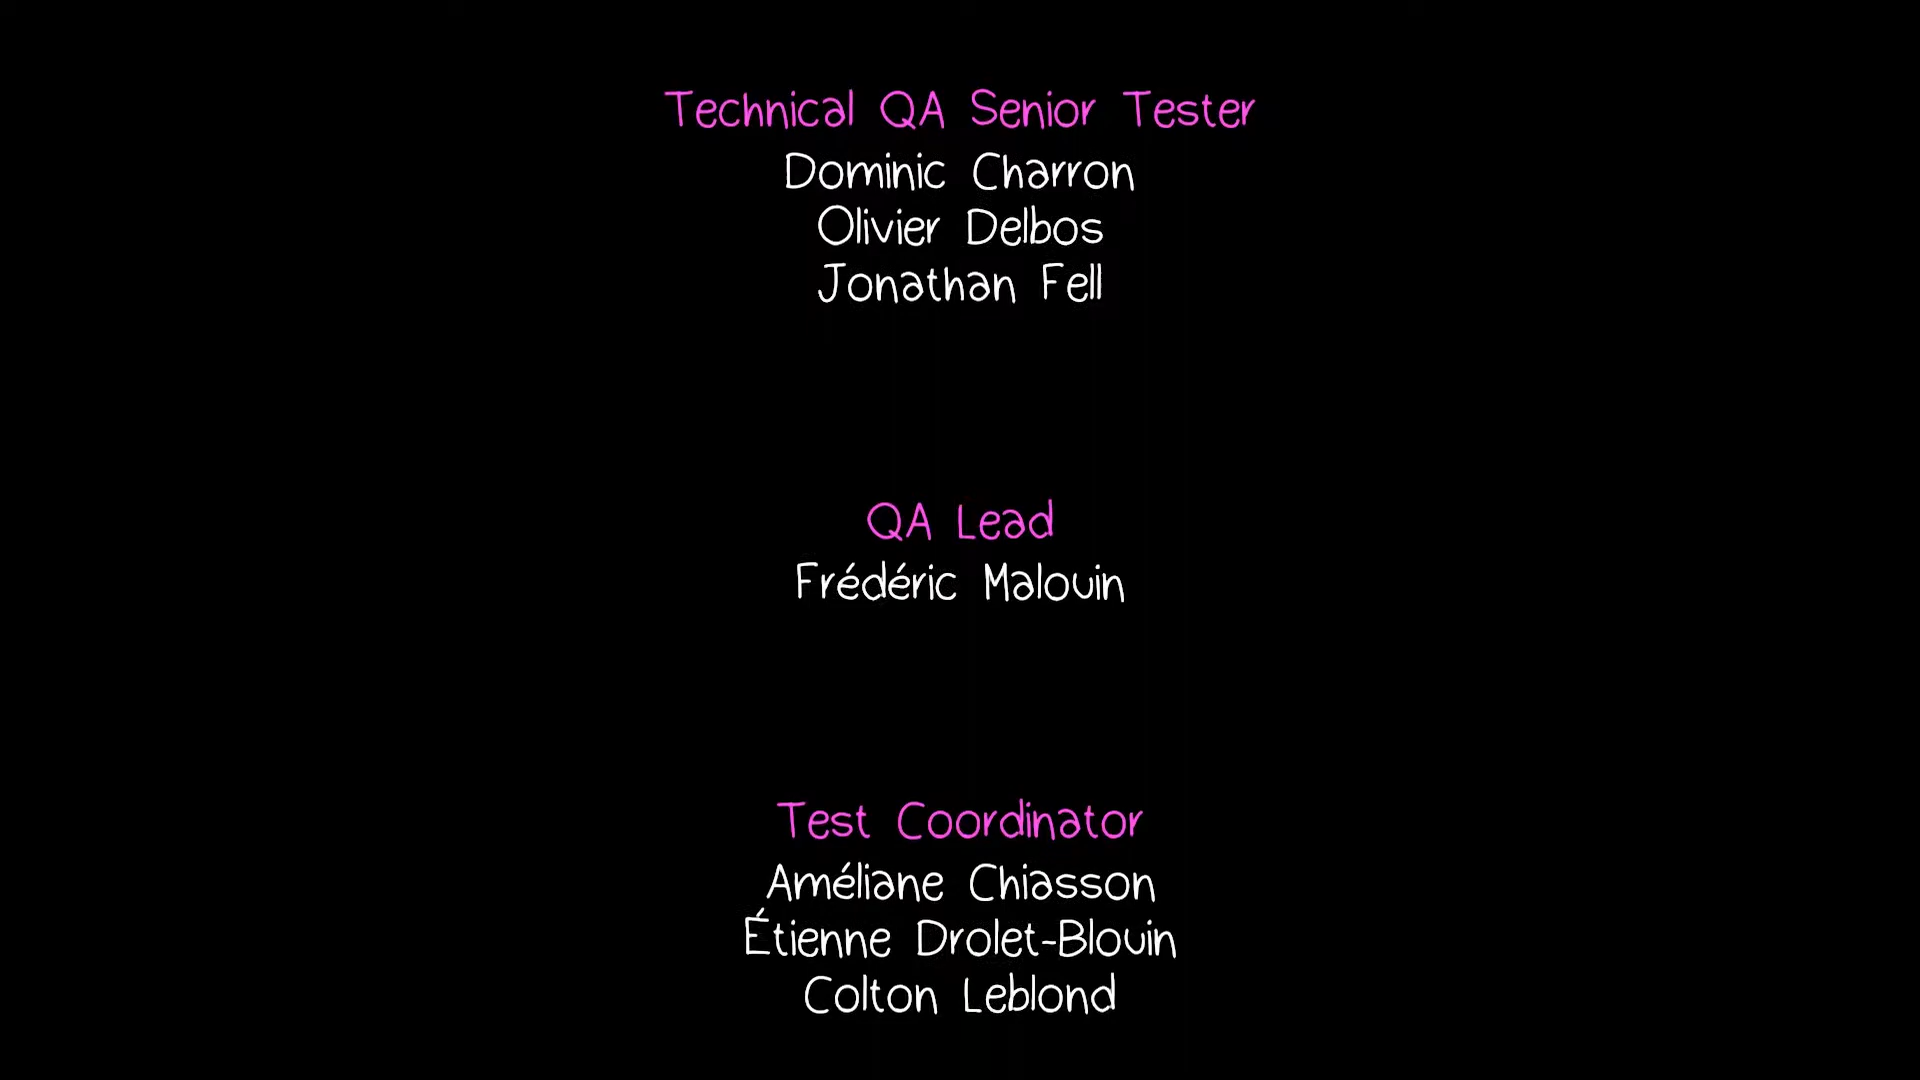 Technical QA Senior Tester
Dominic Charron
Olivier Delbos
Jonathan Fell
QA Lead
Frédéric Malouin
Test Coordinator
Améliane Chiasson
Étienne Drolet-Blouin
Colton Leblond